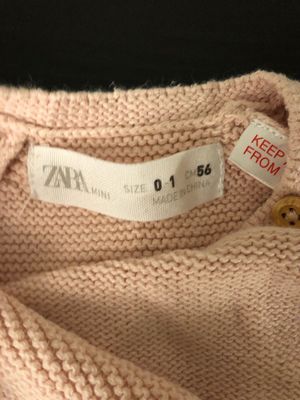 ZARA MINI SIZE 0-1 CM 56
MADE IN CHINA
KEEP
FROM